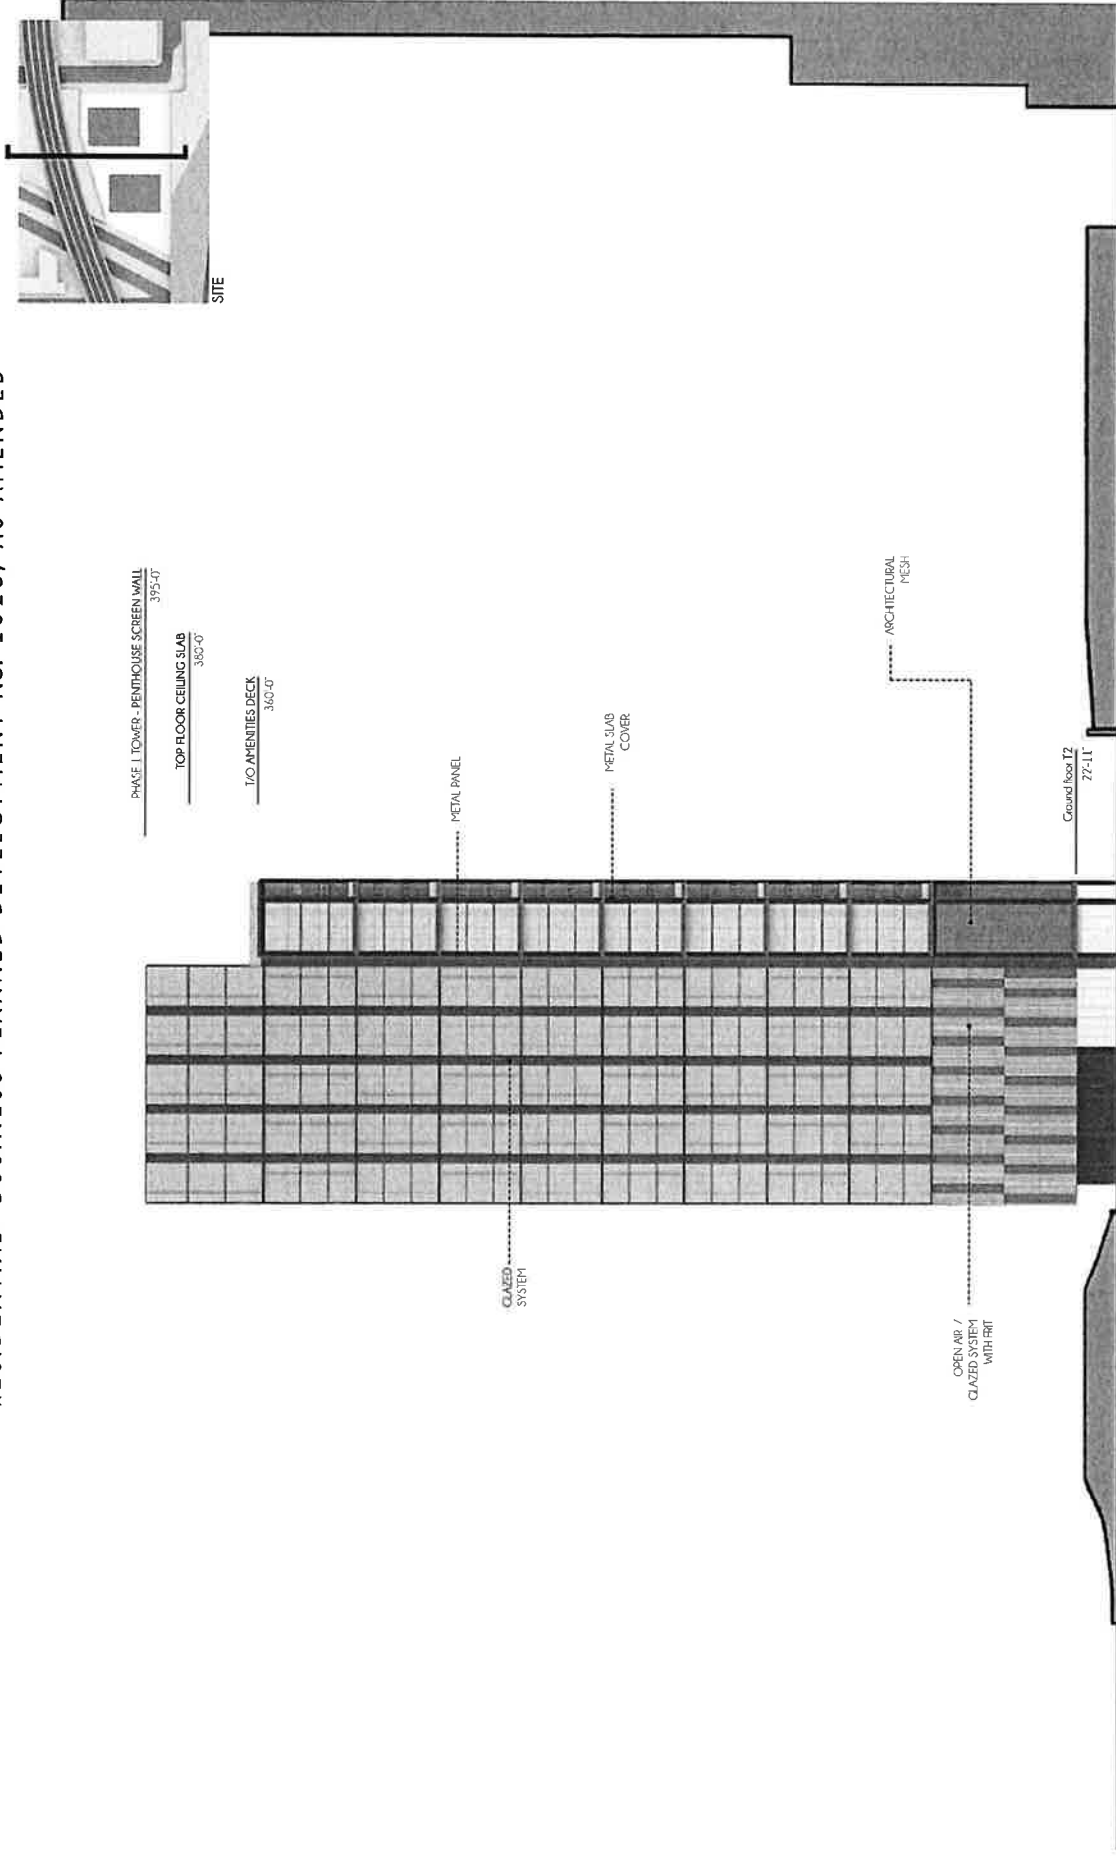 SITE
PHASE 1 TOWER - PENTHOUSE SCREEN WALL
395'-0"
TOP FLOOR CEILING SLAB
380'-0"
T/O AMENITIES DECK
360'-0"
METAL PANEL
METAL SLAB
COVER
ARCHITECTURAL
MESH
Ground floor T2
22'-11"
GLAZED
SYSTEM
OPEN AIR /
GLAZED SYSTEM
WITH FRIT